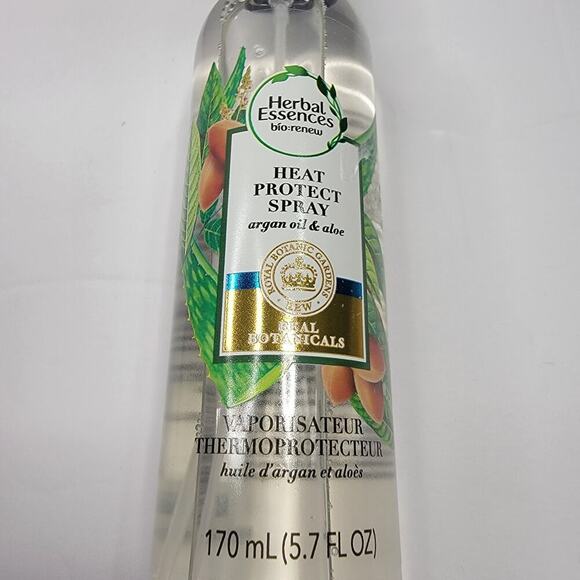 Herbal
Essences
bio:renew
HEAT
PROTECT
SPRAY
argan oil & aloe
ROYAL BOTANIC GARDENS
KEW
REAL
BOTANICALS
VAPORISATEUR
THERMOPROTECTEUR
huile d'argan et aloès
170 mL (5.7 FL OZ)